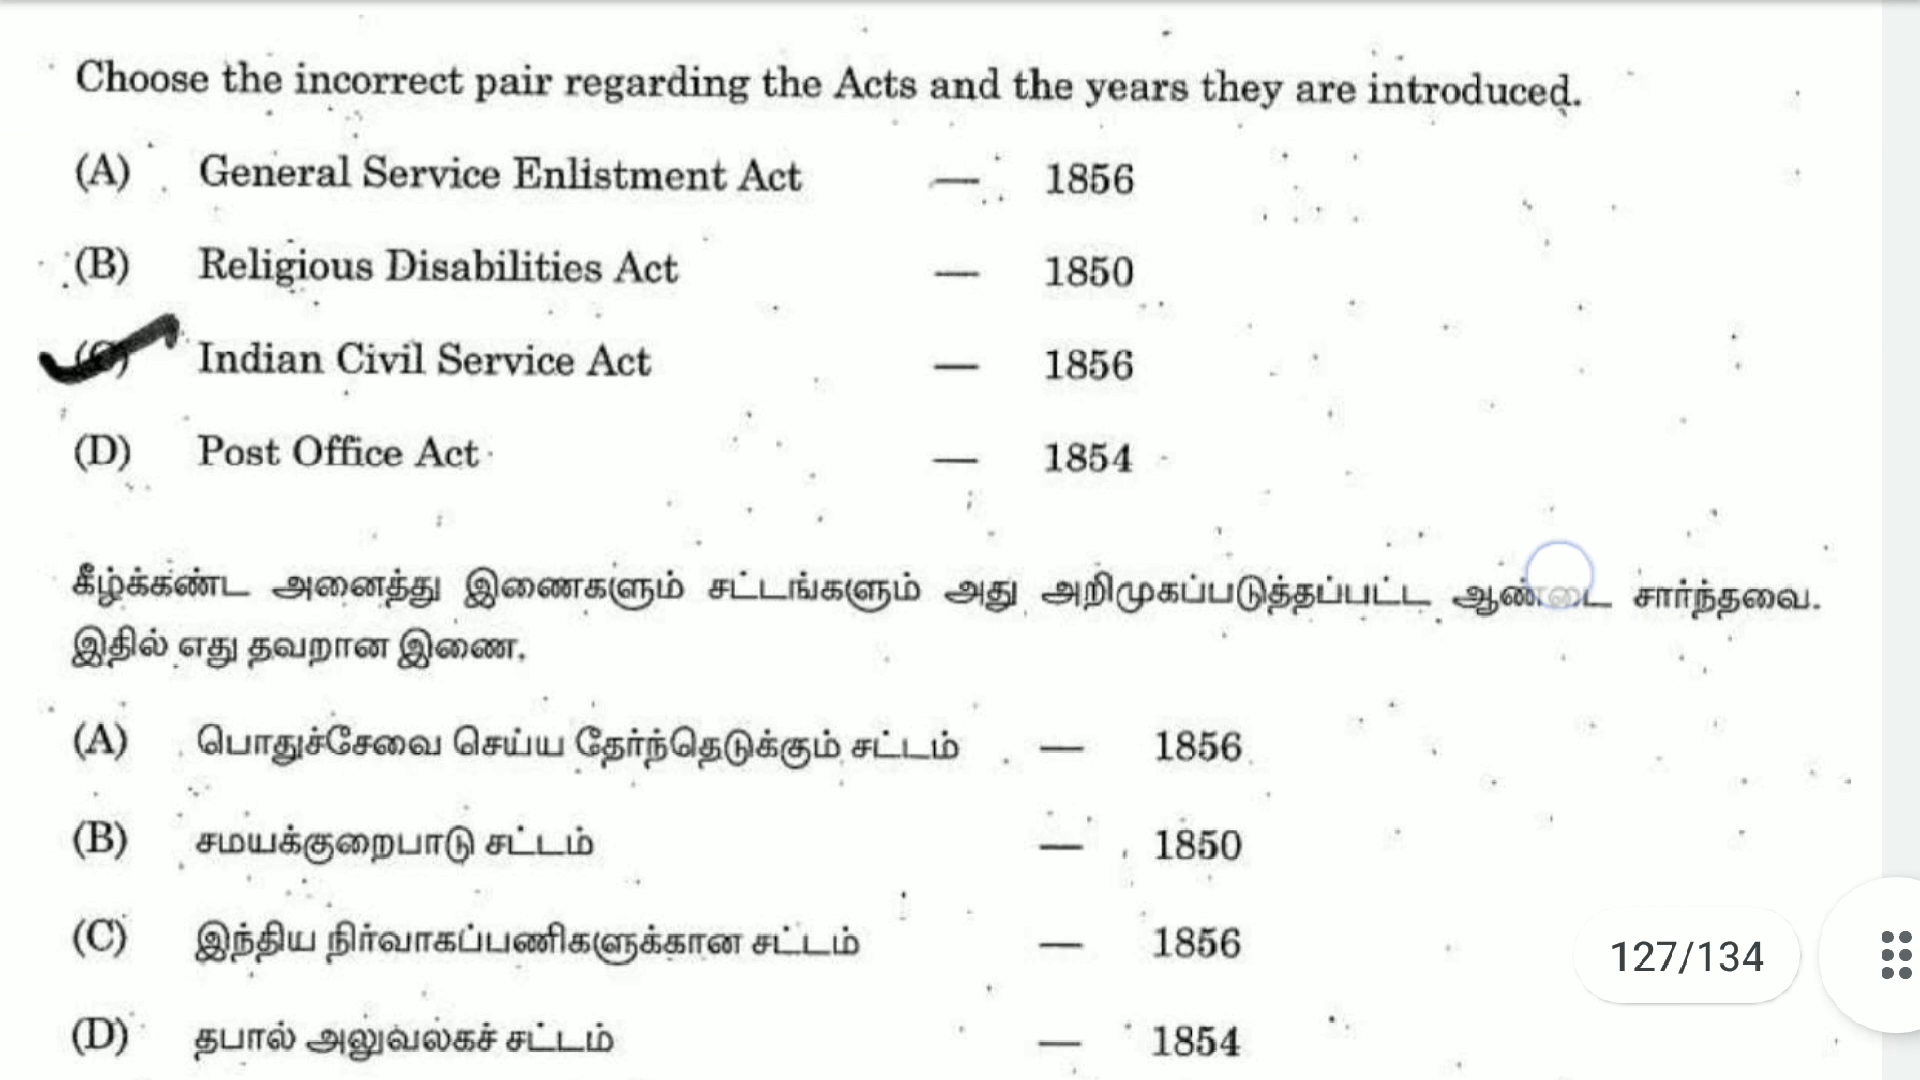 Choose the incorrect pair regarding the Acts and the years they are introduced.
(A) General Service Enlistment Act — 1856
(B) Religious Disabilities Act — 1850
(C) Indian Civil Service Act — 1856
(D) Post Office Act — 1854
கீழ்க்கண்ட அனைத்து இணைகளும் சட்டங்களும் அது அறிமுகப்படுத்தப்பட்ட ஆண்டை சார்ந்தவை.
இதில் எது தவறான இணை.
(A) பொதுச்சேவை செய்ய தேர்ந்தெடுக்கும் சட்டம் — 1856
(B) சமயக்குறைபாடு சட்டம் — 1850
(C) இந்திய நிர்வாகப்பணிகளுக்கான சட்டம் — 1856
(D) தபால் அலுவலகச் சட்டம் — 1854
127/134